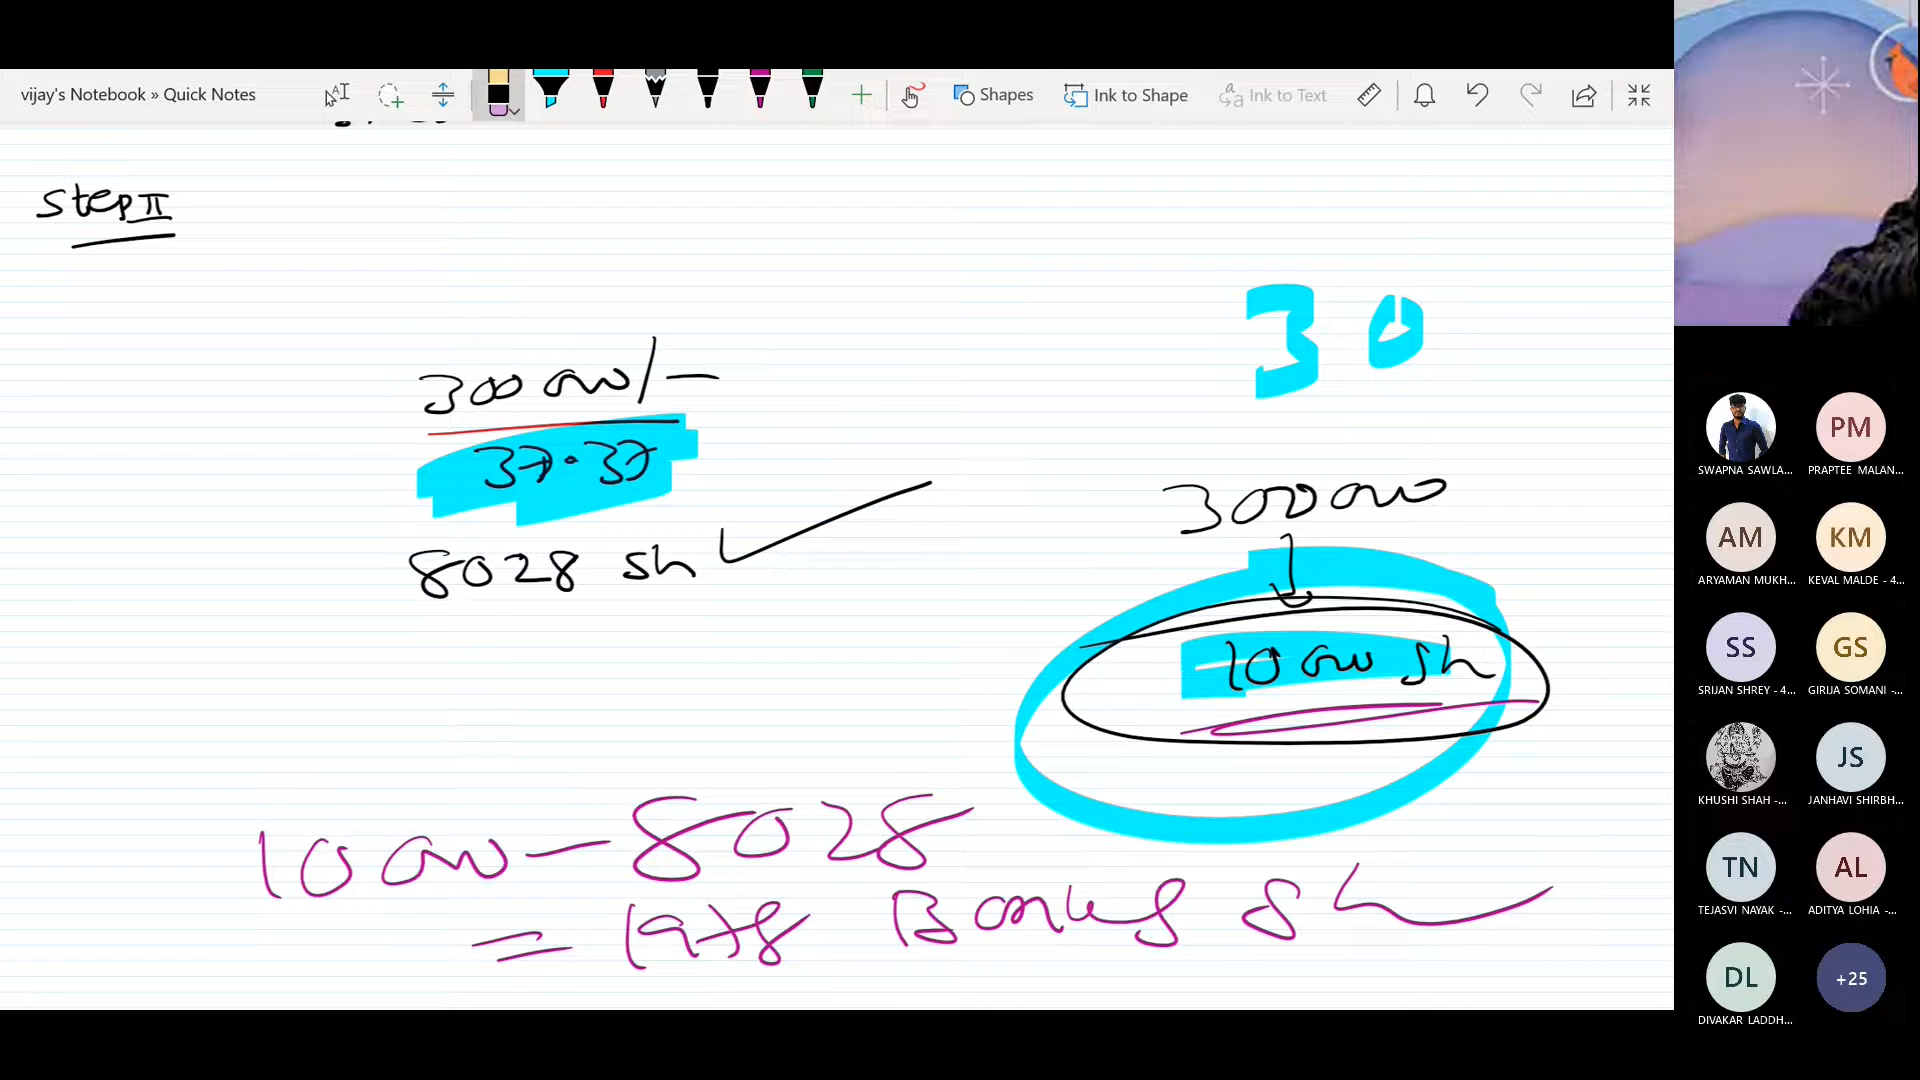 vijay's Notebook » Quick Notes
Shapes
Ink to Shape
Ink to Text
Step II
30
300000/-
37.37
8028 sh
300000
10000 sh
10000 - 8028
= 1978 Bonus sh
SWAPNA SAWLA...
PM
PRAPTEE MALAN...
AM
ARYAMAN MUKH...
KM
KEVAL MALDE - 4...
SS
SRIJAN SHREY - 4...
GS
GIRIJA SOMANI -...
KHUSHI SHAH -...
JS
JANHAVI SHIRBH...
TN
TEJASVI NAYAK -...
AL
ADITYA LOHIA -...
DL
DIVAKAR LADDH...
+25